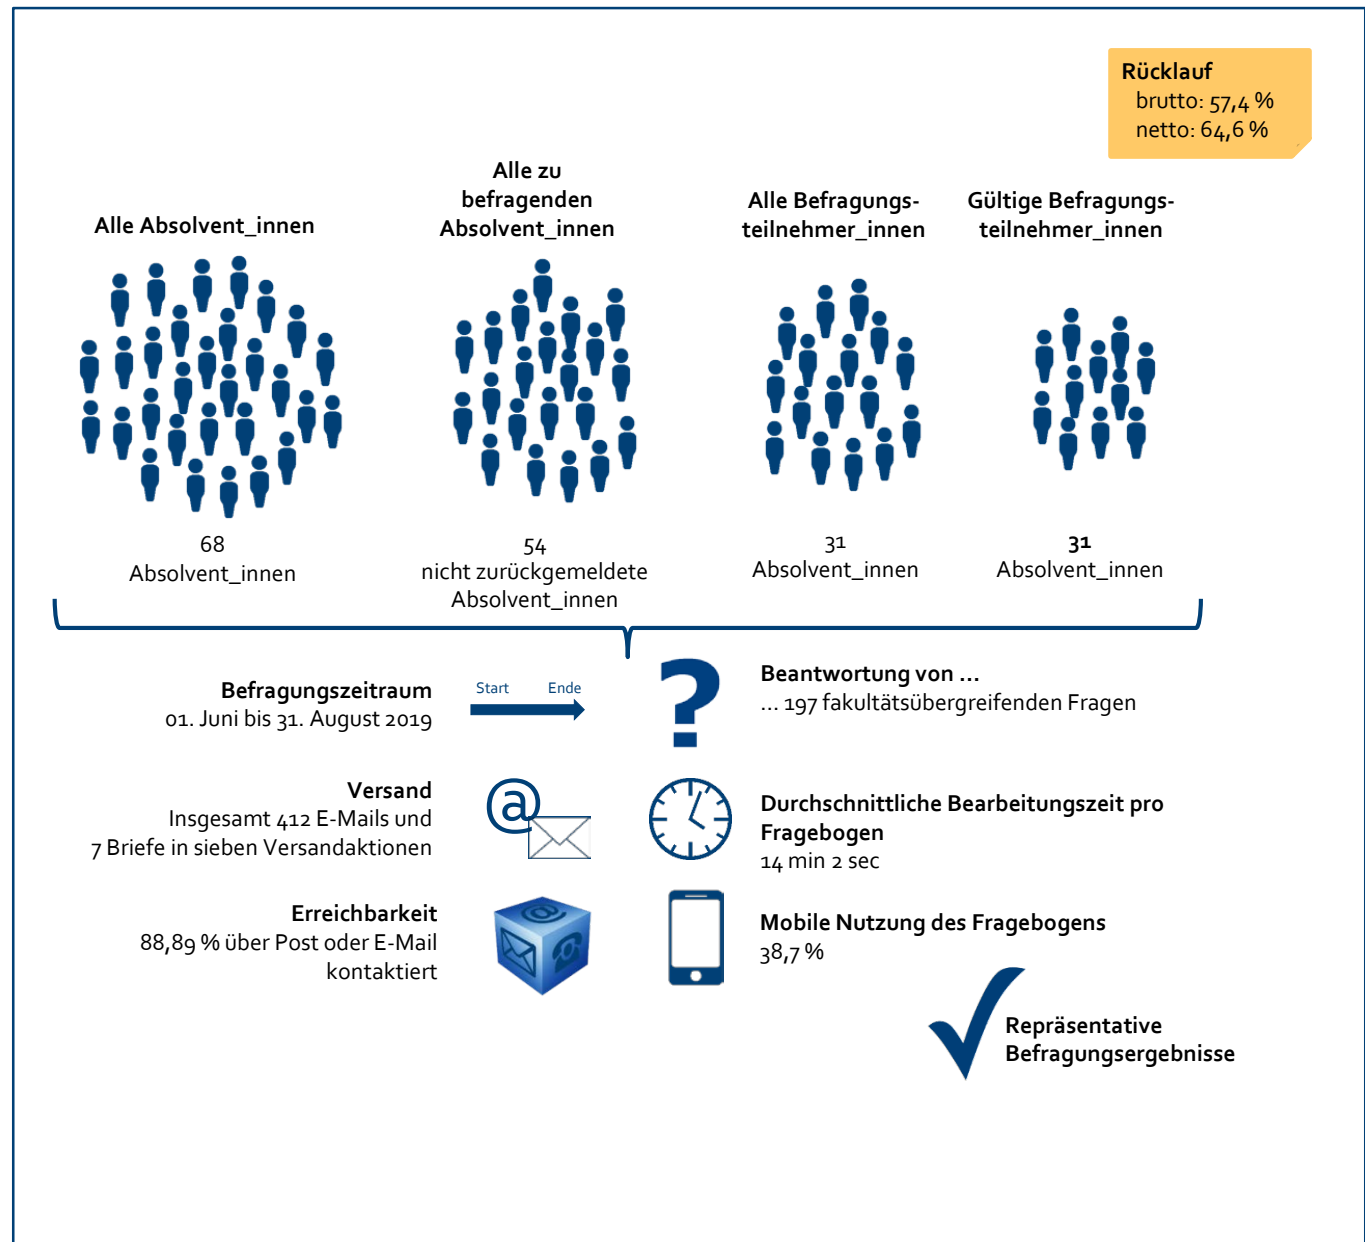 Rücklauf
brutto: 57,4 %
netto: 64,6 %
Alle Absolvent_innen
Alle zu
befragenden
Absolvent_innen
Alle Befragungs-
teilnehmer_innen
Gültige Befragungs-
teilnehmer_innen
68
Absolvent_innen
54
nicht zurückgemeldete
Absolvent_innen
31
Absolvent_innen
31
Absolvent_innen
Befragungszeitraum
01. Juni bis 31. August 2019
Start Ende
?
Beantwortung von ...
... 197 fakultätsübergreifenden Fragen
Versand
Insgesamt 412 E-Mails und
7 Briefe in sieben Versandaktionen
@
Durchschnittliche Bearbeitungszeit pro
Fragebogen
14 min 2 sec
Erreichbarkeit
88,89 % über Post oder E-Mail
kontaktiert
@
Mobile Nutzung des Fragebogens
38,7 %
Repräsentative
Befragungsergebnisse